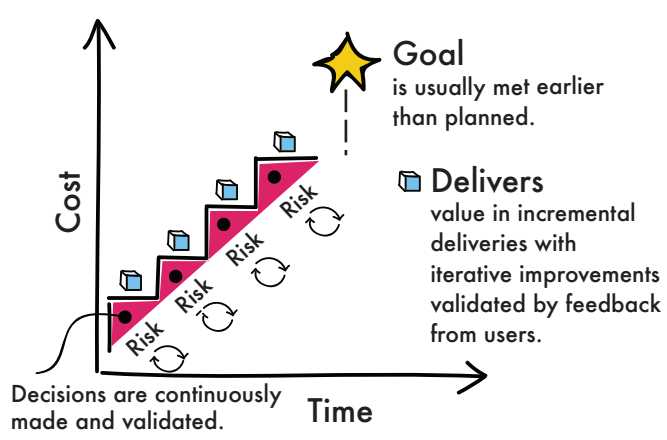 Goal
is usually met earlier
than planned.
Cost
Delivers
value in incremental
deliveries with
iterative improvements
validated by feedback
from users.
Risk
Risk
Risk
Risk
Decisions are continuously
made and validated.
Time